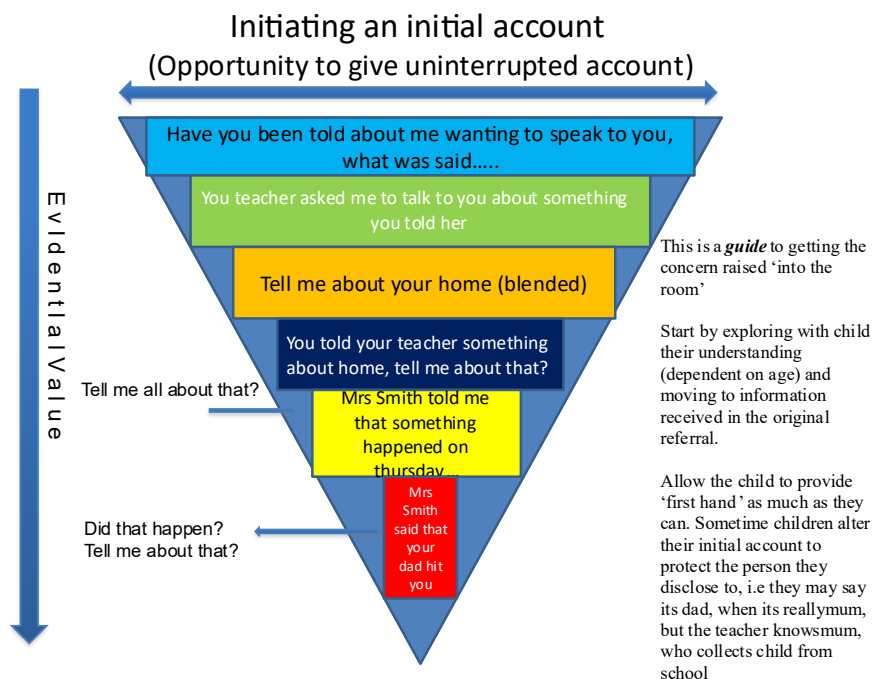 Initiating an initial account
(Opportunity to give uninterrupted account)
EvIdentIalValue
Have you been told about me wanting to speak to you,
what was said…..
You teacher asked me to talk to you about something
you told her
Tell me about your home (blended)
You told your teacher something
about home, tell me about that?
Tell me all about that?
Mrs Smith told me
that something
happened on
thursday…
Did that happen?
Tell me about that?
Mrs
Smith
said that
your
dad hit
you
This is a guide to getting the
concern raised ‘into the
room’
Start by exploring with child
their understanding
(dependent on age) and
moving to information
received in the original
referral.
Allow the child to provide
‘first hand’ as much as they
can. Sometime children alter
their initial account to
protect the person they
disclose to, i.e they may say
its dad, when its reallymum,
but the teacher knowsmum,
who collects child from
school